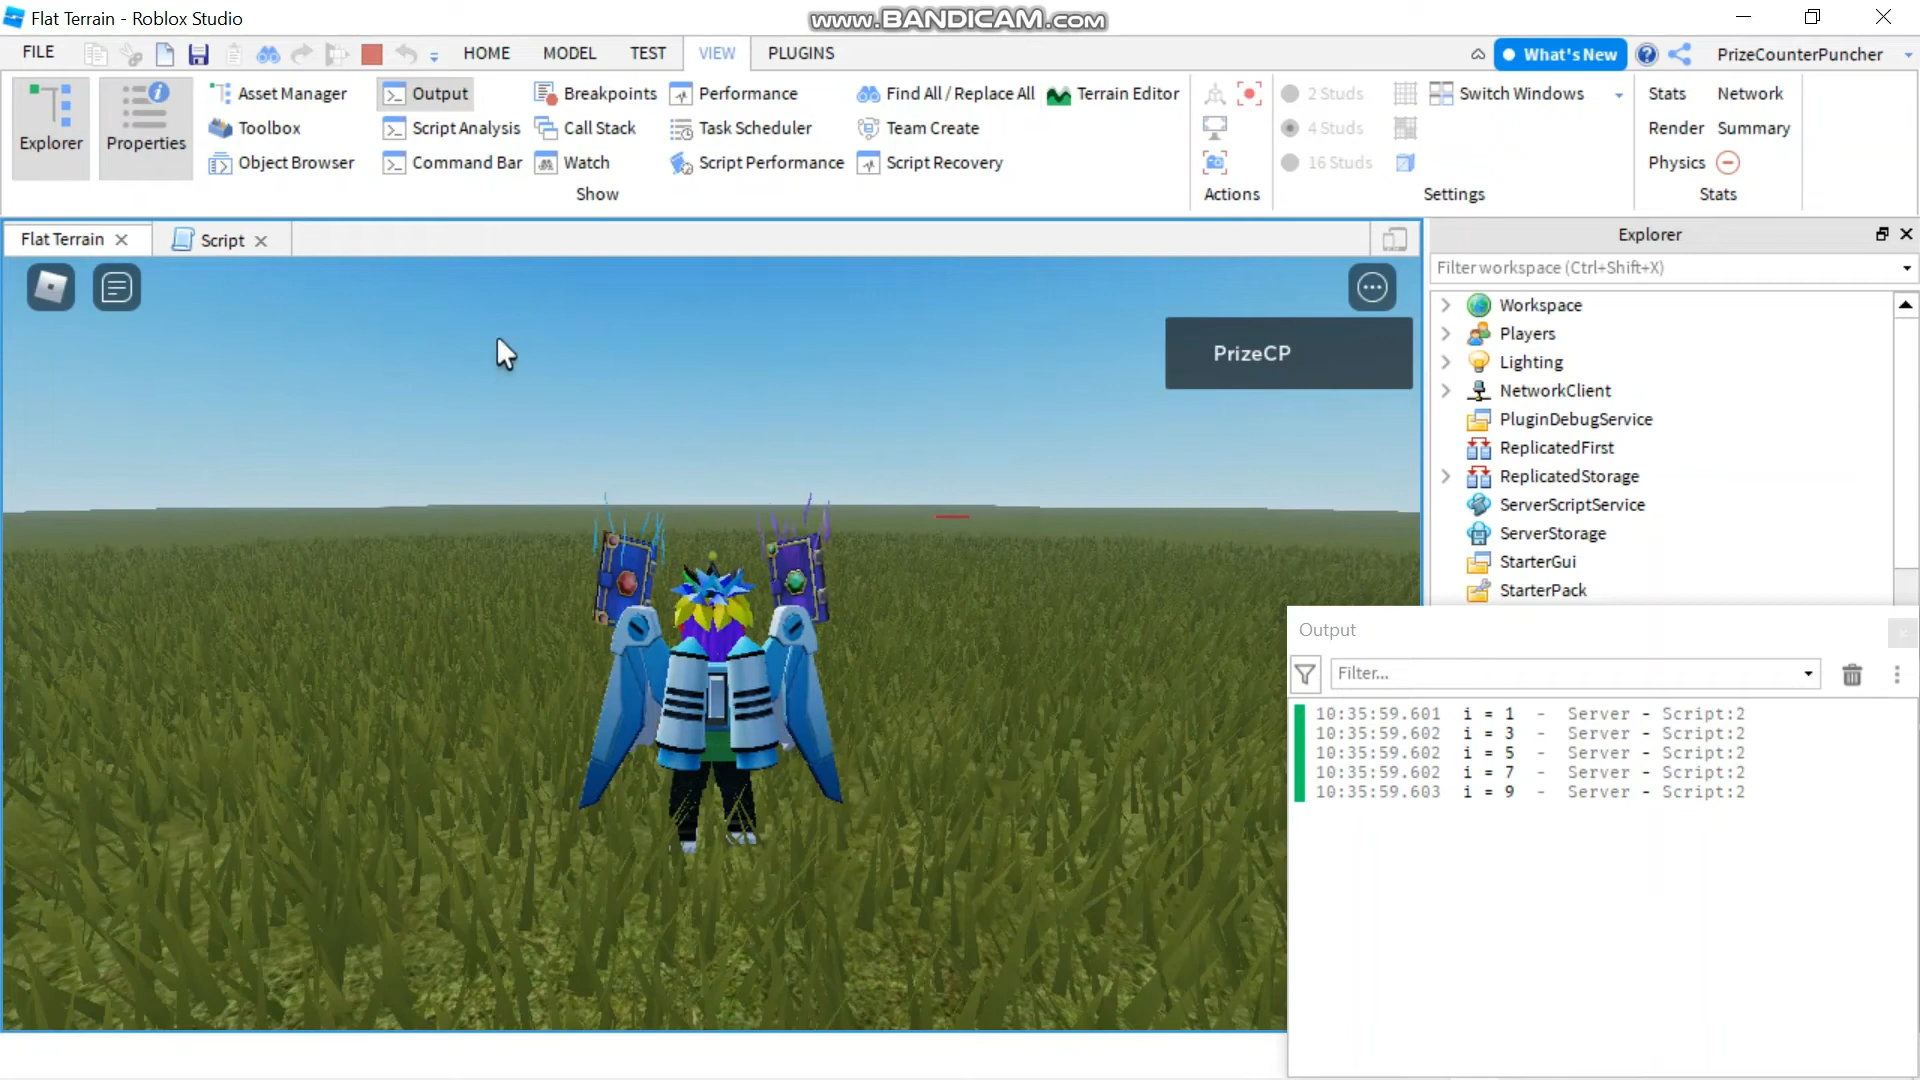 Flat Terrain - Roblox Studio
www.BANDICAM.com
FILE HOME MODEL TEST VIEW PLUGINS
What's New
PrizeCounterPuncher
Explorer
Properties
Asset Manager
Toolbox
Object Browser
Output
Script Analysis
Command Bar
Breakpoints
Call Stack
Watch
Performance
Task Scheduler
Script Performance
Find All / Replace All
Team Create
Script Recovery
Terrain Editor
Show
Actions
2 Studs
4 Studs
16 Studs
Switch Windows
Settings
Stats Network
Render Summary
Physics
Stats
Flat Terrain
Script
PrizeCP
Explorer
Filter workspace (Ctrl+Shift+X)
Workspace
Players
Lighting
NetworkClient
PluginDebugService
ReplicatedFirst
ReplicatedStorage
ServerScriptService
ServerStorage
StarterGui
StarterPack
Output
Filter...
10:35:59.601 i = 1 - Server - Script:2
10:35:59.602 i = 3 - Server - Script:2
10:35:59.602 i = 5 - Server - Script:2
10:35:59.602 i = 7 - Server - Script:2
10:35:59.603 i = 9 - Server - Script:2